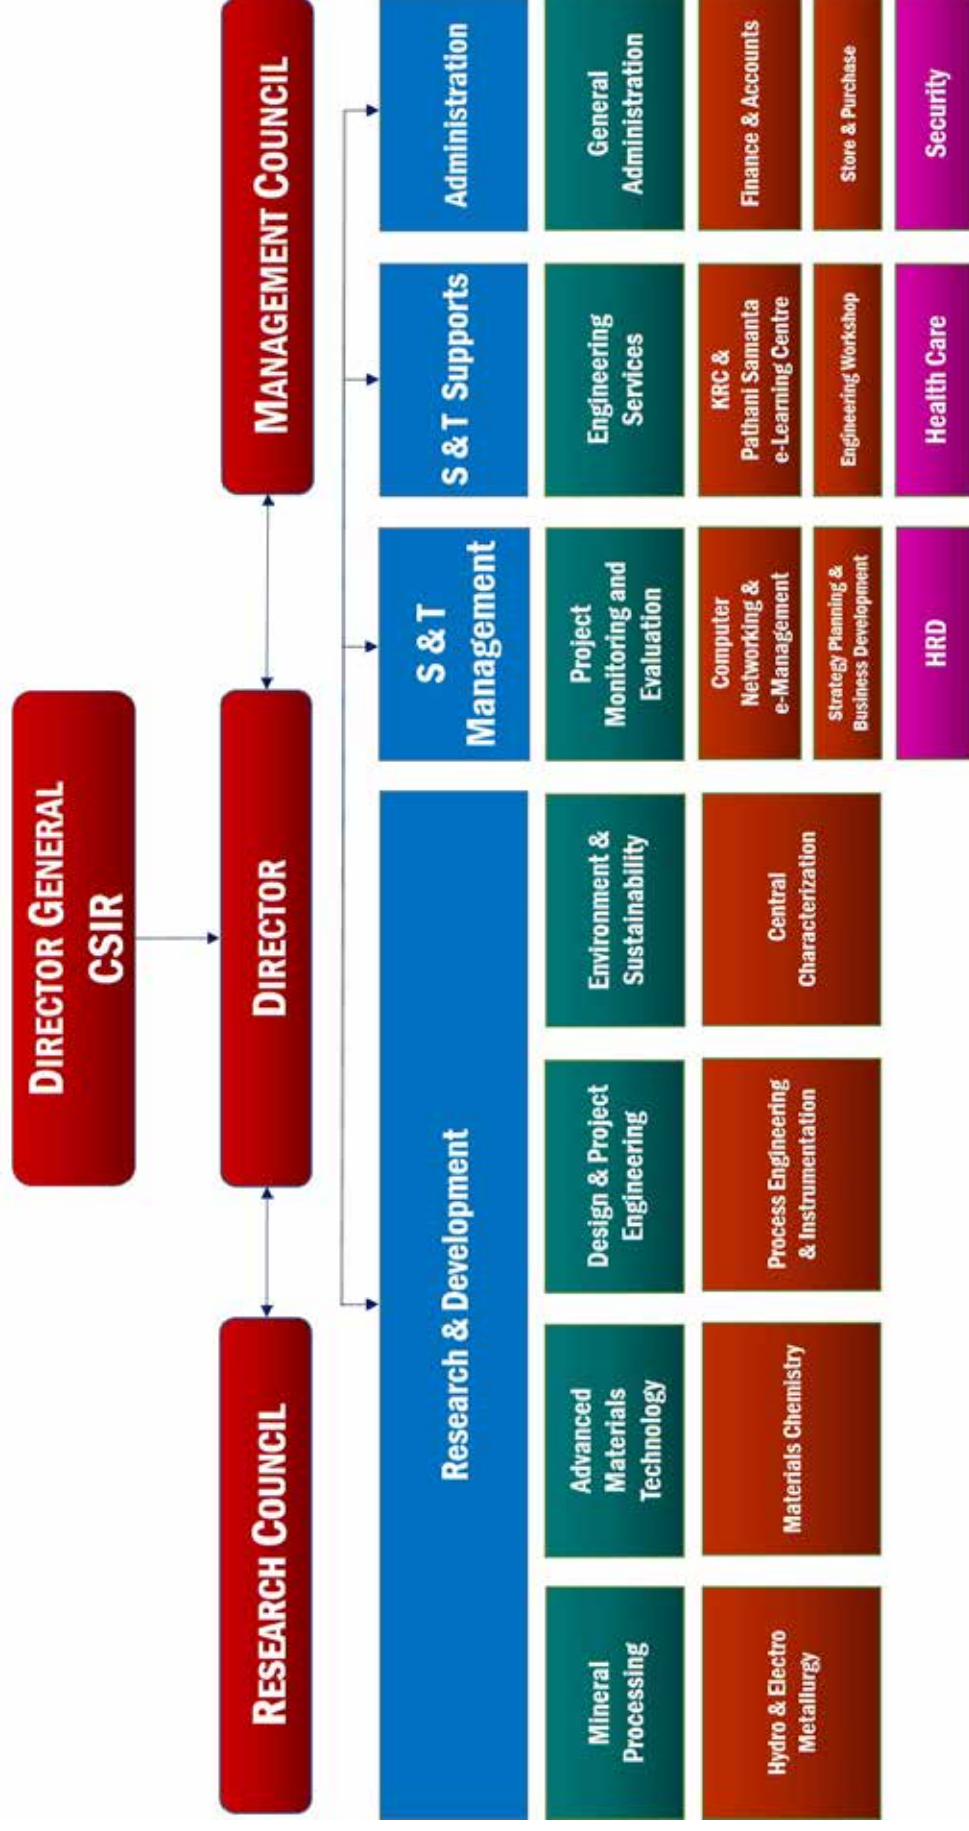 DIRECTOR GENERAL
CSIR
RESEARCH COUNCIL
DIRECTOR
MANAGEMENT COUNCIL
Research & Development
S & T
Management
S & T Supports
Administration
Mineral
Processing
Advanced
Materials
Technology
Design & Project
Engineering
Environment &
Sustainability
Project
Monitoring and
Evaluation
Engineering
Services
General
Administration
Hydro & Electro
Metallurgy
Materials Chemistry
Process Engineering
& Instrumentation
Central
Characterization
Computer
Networking &
e-Management
KRC &
Pathani Samanta
e-Learning Centre
Finance & Accounts
Strategy Planning &
Business Development
Engineering Workshop
Store & Purchase
HRD
Health Care
Security